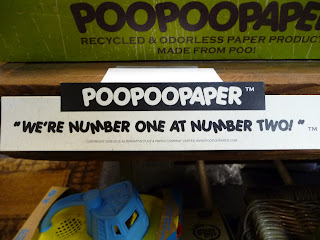 POOPOOPAPE
RECYCLED & ODORLESS PAPER PRODUC
MADE FROM POO!
POOPOOPAPER™
"WE'RE NUMBER ONE AT NUMBER TWO!"™